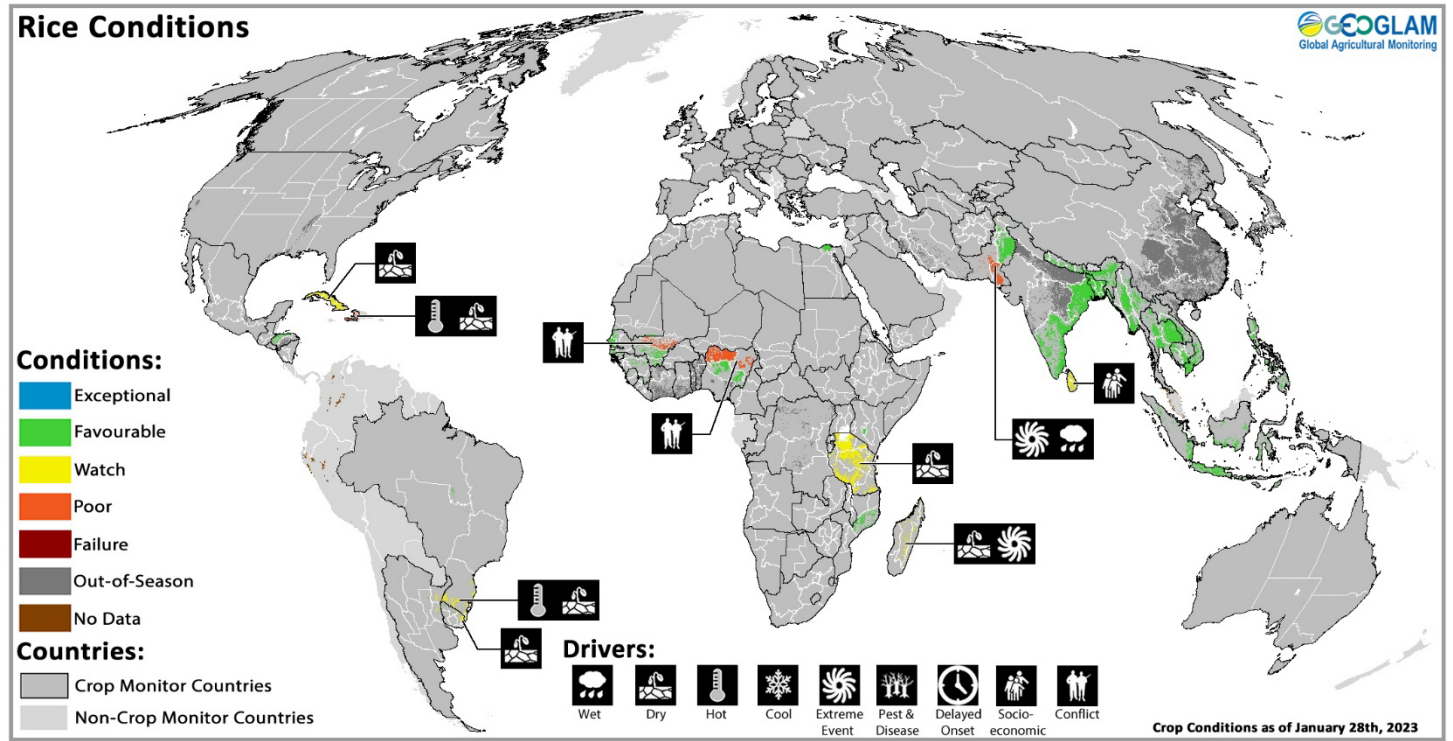 Rice Conditions
GEOGLAM
Global Agricultural Monitoring
Conditions:
Exceptional
Favourable
Watch
Poor
Failure
Out-of-Season
No Data
Countries:
Crop Monitor Countries
Non-Crop Monitor Countries
Drivers:
Wet
Dry
Hot
Cool
Extreme
Event
Pest &
Disease
Delayed
Onset
Socio-
economic
Conflict
Crop Conditions as of January 28th, 2023